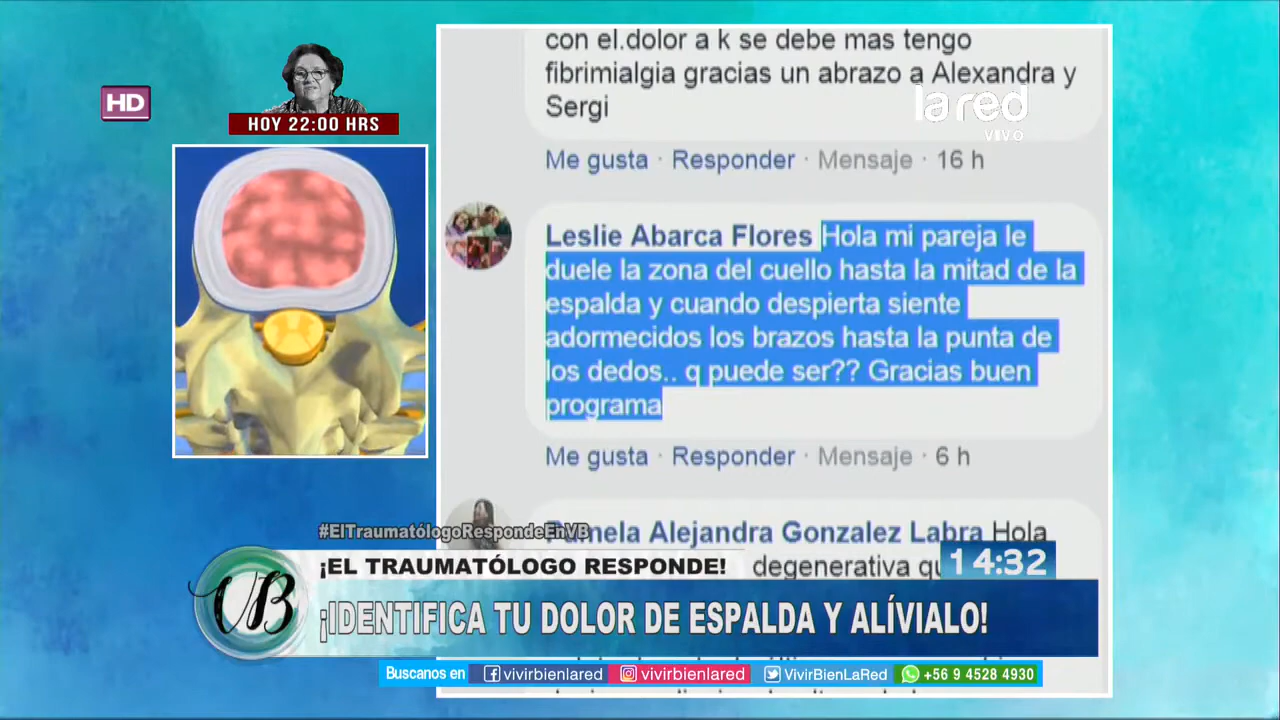 HD
HOY 22:00 HRS
con el.dolor a k se debe mas tengo
fibrimialgia gracias un abrazo a Alexandra y
Sergi
la red
VIVO
Me gusta · Responder · Mensaje · 16 h
Leslie Abarca Flores Hola mi pareja le
duele la zona del cuello hasta la mitad de la
espalda y cuando despierta siente
adormecidos los brazos hasta la punta de
los dedos.. q puede ser?? Gracias buen
programa
Me gusta · Responder · Mensaje · 6 h
#ElTraumatólogoRespondeEnVB
Pamela Alejandra Gonzalez Labra Hola
degenerativa
14:32
¡EL TRAUMATÓLOGO RESPONDE!
VB
¡IDENTIFICA TU DOLOR DE ESPALDA Y ALÍVIALO!
Buscanos en vivirbienlared vivirbienlared VivirBienLaRed +56 9 4528 4930